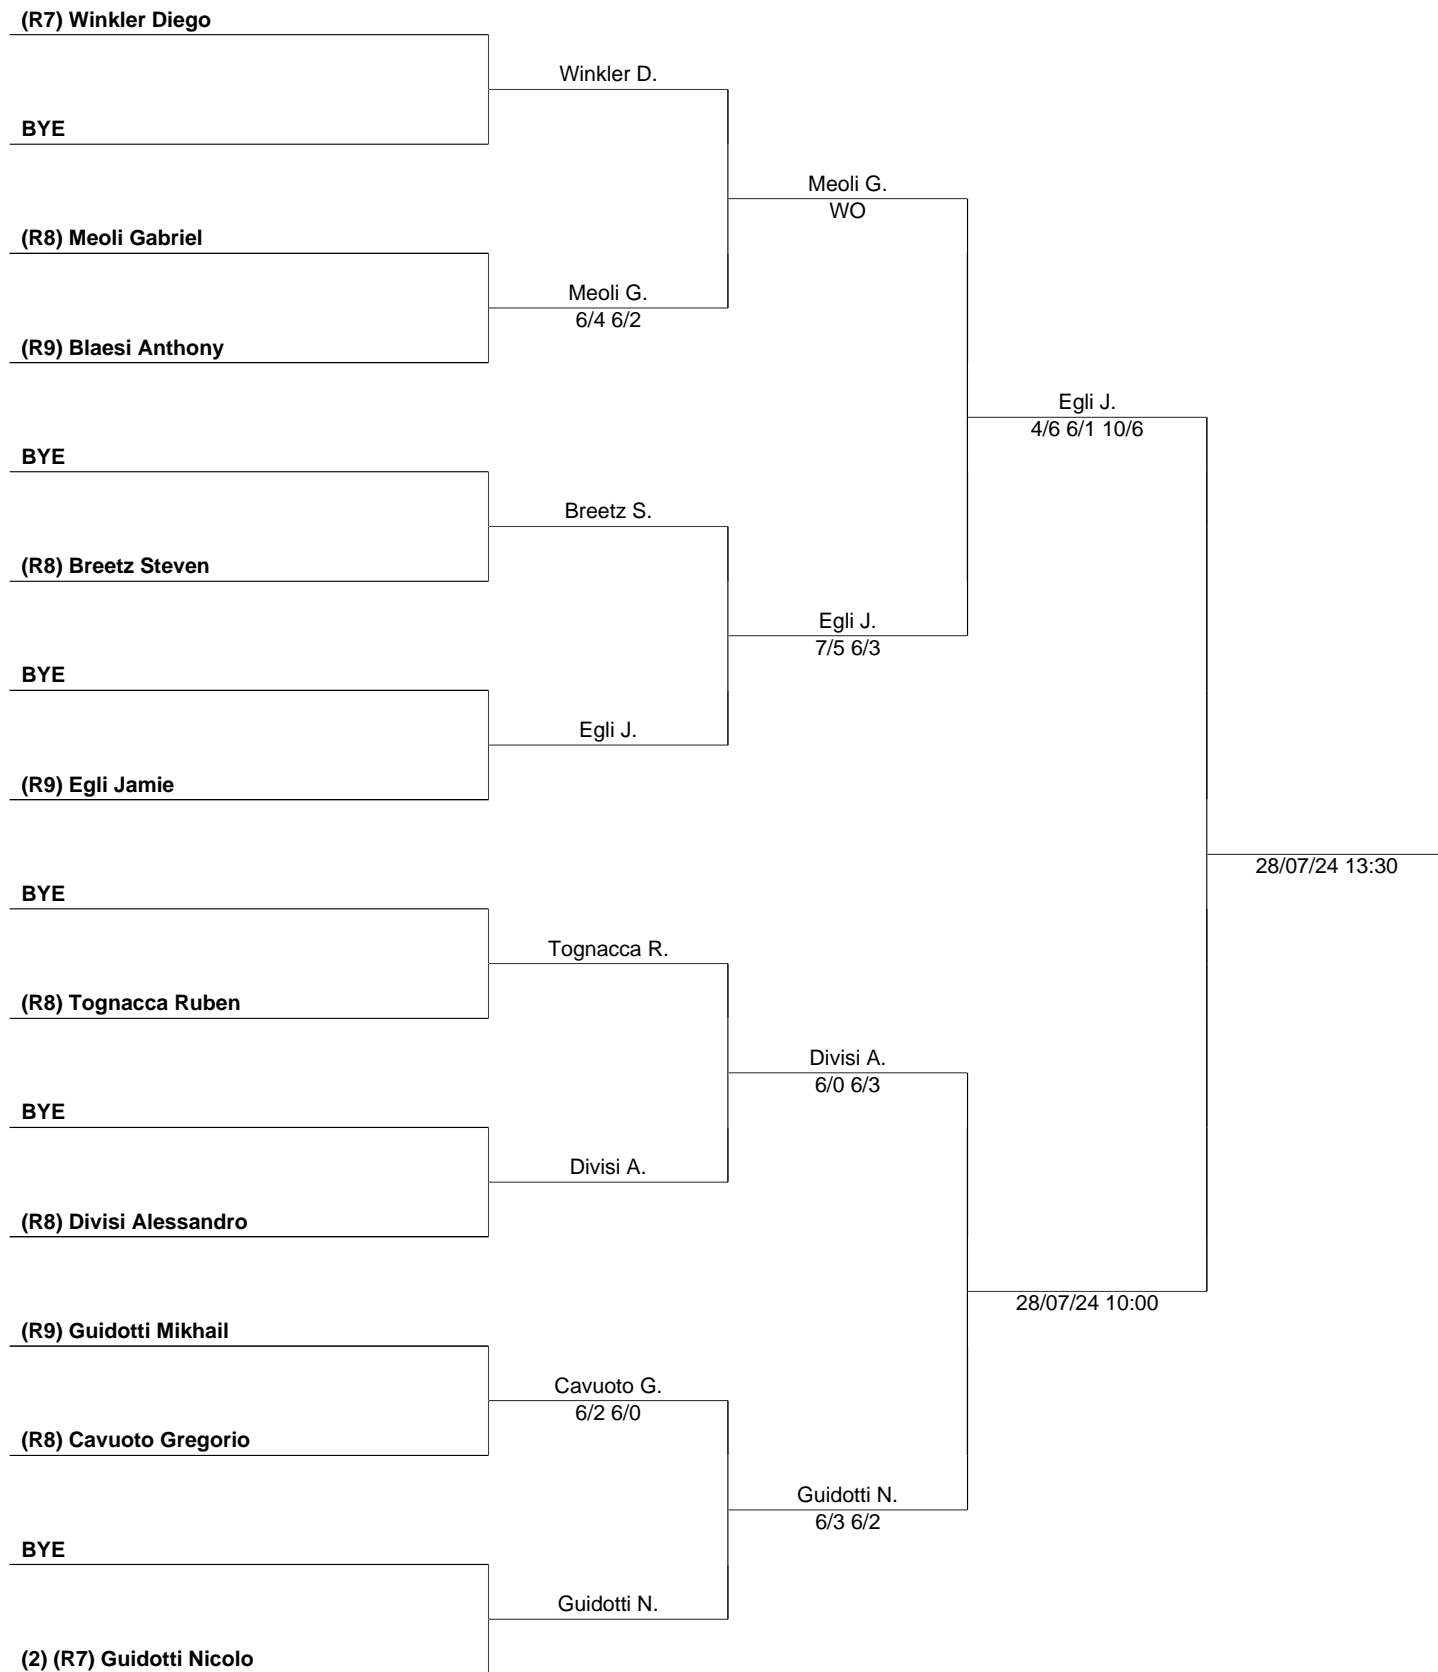 (R7) Winkler Diego
Winkler D.
BYE
Meoli G.
WO
(R8) Meoli Gabriel
Meoli G.
6/4 6/2
(R9) Blaesi Anthony
Egli J.
4/6 6/1 10/6
BYE
Breetz S.
(R8) Breetz Steven
Egli J.
7/5 6/3
BYE
Egli J.
(R9) Egli Jamie
28/07/24 13:30
BYE
Tognacca R.
(R8) Tognacca Ruben
Divisi A.
6/0 6/3
BYE
Divisi A.
(R8) Divisi Alessandro
28/07/24 10:00
(R9) Guidotti Mikhail
Cavuoto G.
6/2 6/0
(R8) Cavuoto Gregorio
Guidotti N.
6/3 6/2
BYE
Guidotti N.
(2) (R7) Guidotti Nicolo